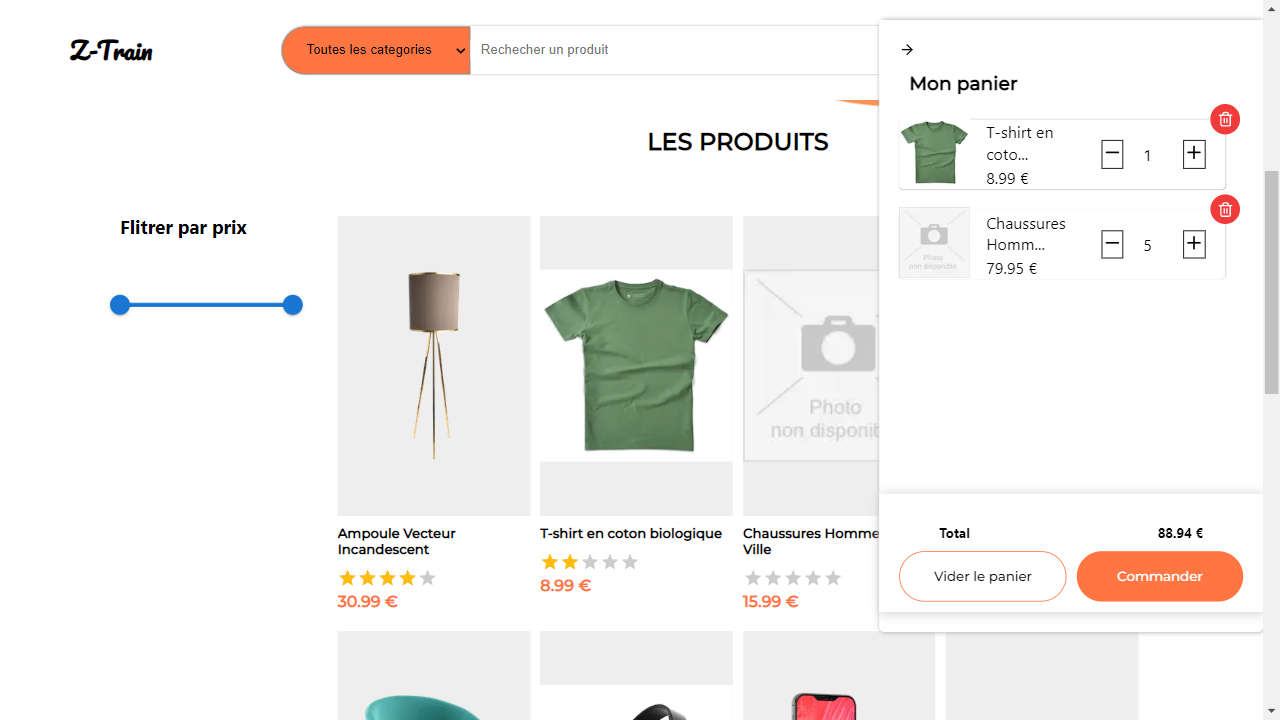 Z-Train
Toutes les categories
Rechecher un produit
Mon panier
T-shirt en
coto...
8.99 €
1
Chaussures
Homm...
79.95 €
5
Photo
non disponible
Total
88.94 €
Vider le panier
Commander
LES PRODUITS
Flitrer par prix
Ampoule Vecteur
Incandescent
30.99 €
T-shirt en coton biologique
8.99 €
Photo
non disponib
Chaussures Homme
Ville
15.99 €